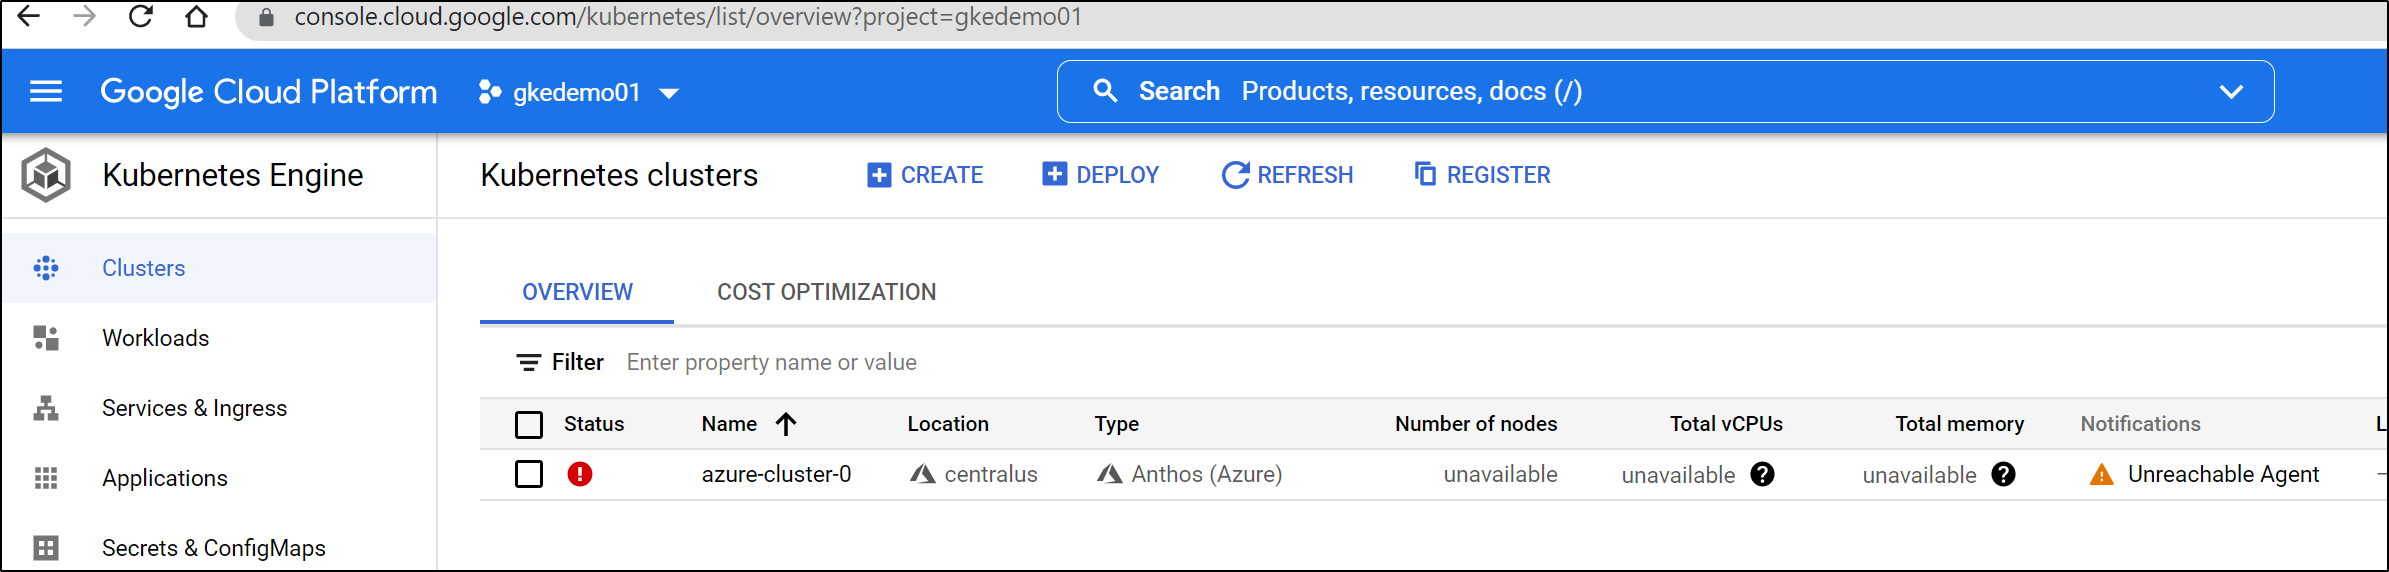 console.cloud.google.com/kubernetes/list/overview?project=gkedemo01
Google Cloud Platform gkedemo01 Search Products, resources, docs (/)
Kubernetes Engine Kubernetes clusters CREATE DEPLOY REFRESH REGISTER
Clusters
Workloads
Services & Ingress
Applications
Secrets & ConfigMaps
OVERVIEW COST OPTIMIZATION
Filter Enter property name or value
Status Name Location Type Number of nodes Total vCPUs Total memory Notifications L
azure-cluster-0 centralus Anthos (Azure) unavailable unavailable unavailable Unreachable Agent